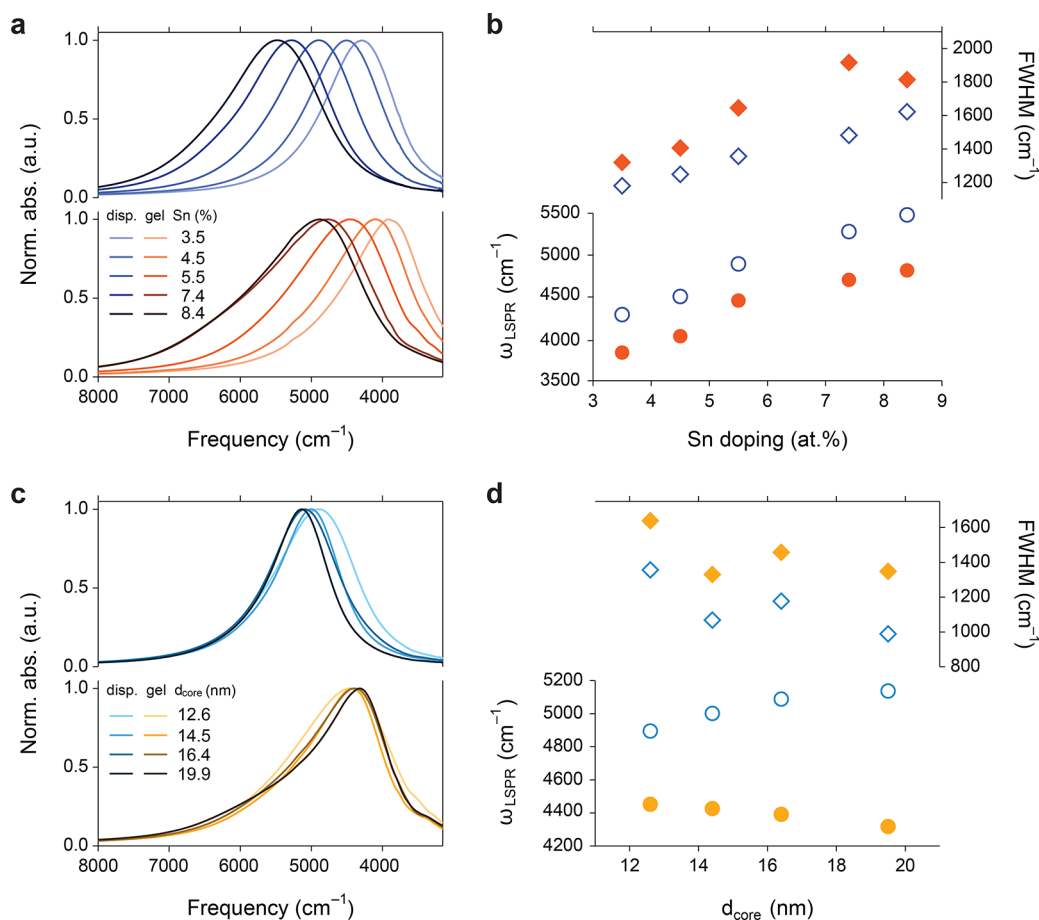 a
Norm. abs. (a.u.)
1.0
0.5
0.0
1.0
0.5
0.0
disp. gel Sn (%)
3.5
4.5
5.5
7.4
8.4
8000 7000 6000 5000 4000
Frequency (cm⁻¹)
b
2000
1800
1600
1400
1200
FWHM (cm⁻¹)
5500
5000
4500
4000
3500
ω_LSPR (cm⁻¹)
3 4 5 6 7 8 9
Sn doping (at.%)
c
Norm. abs. (a.u.)
1.0
0.5
0.0
1.0
0.5
0.0
disp. gel d_core (nm)
12.6
14.5
16.4
19.9
8000 7000 6000 5000 4000
Frequency (cm⁻¹)
d
1600
1400
1200
1000
800
FWHM (cm⁻¹)
5200
5000
4800
4600
4400
4200
ω_LSPR (cm⁻¹)
12 14 16 18 20
d_core (nm)